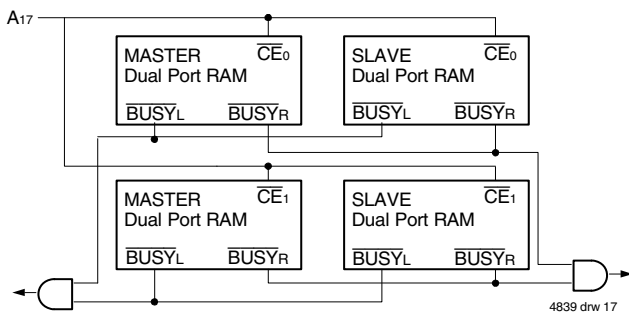 A17
MASTER CE0
Dual Port RAM
BUSYL BUSYR
SLAVE CE0
Dual Port RAM
BUSYL BUSYR
MASTER CE1
Dual Port RAM
BUSYL BUSYR
SLAVE CE1
Dual Port RAM
BUSYL BUSYR
4839 drw 17